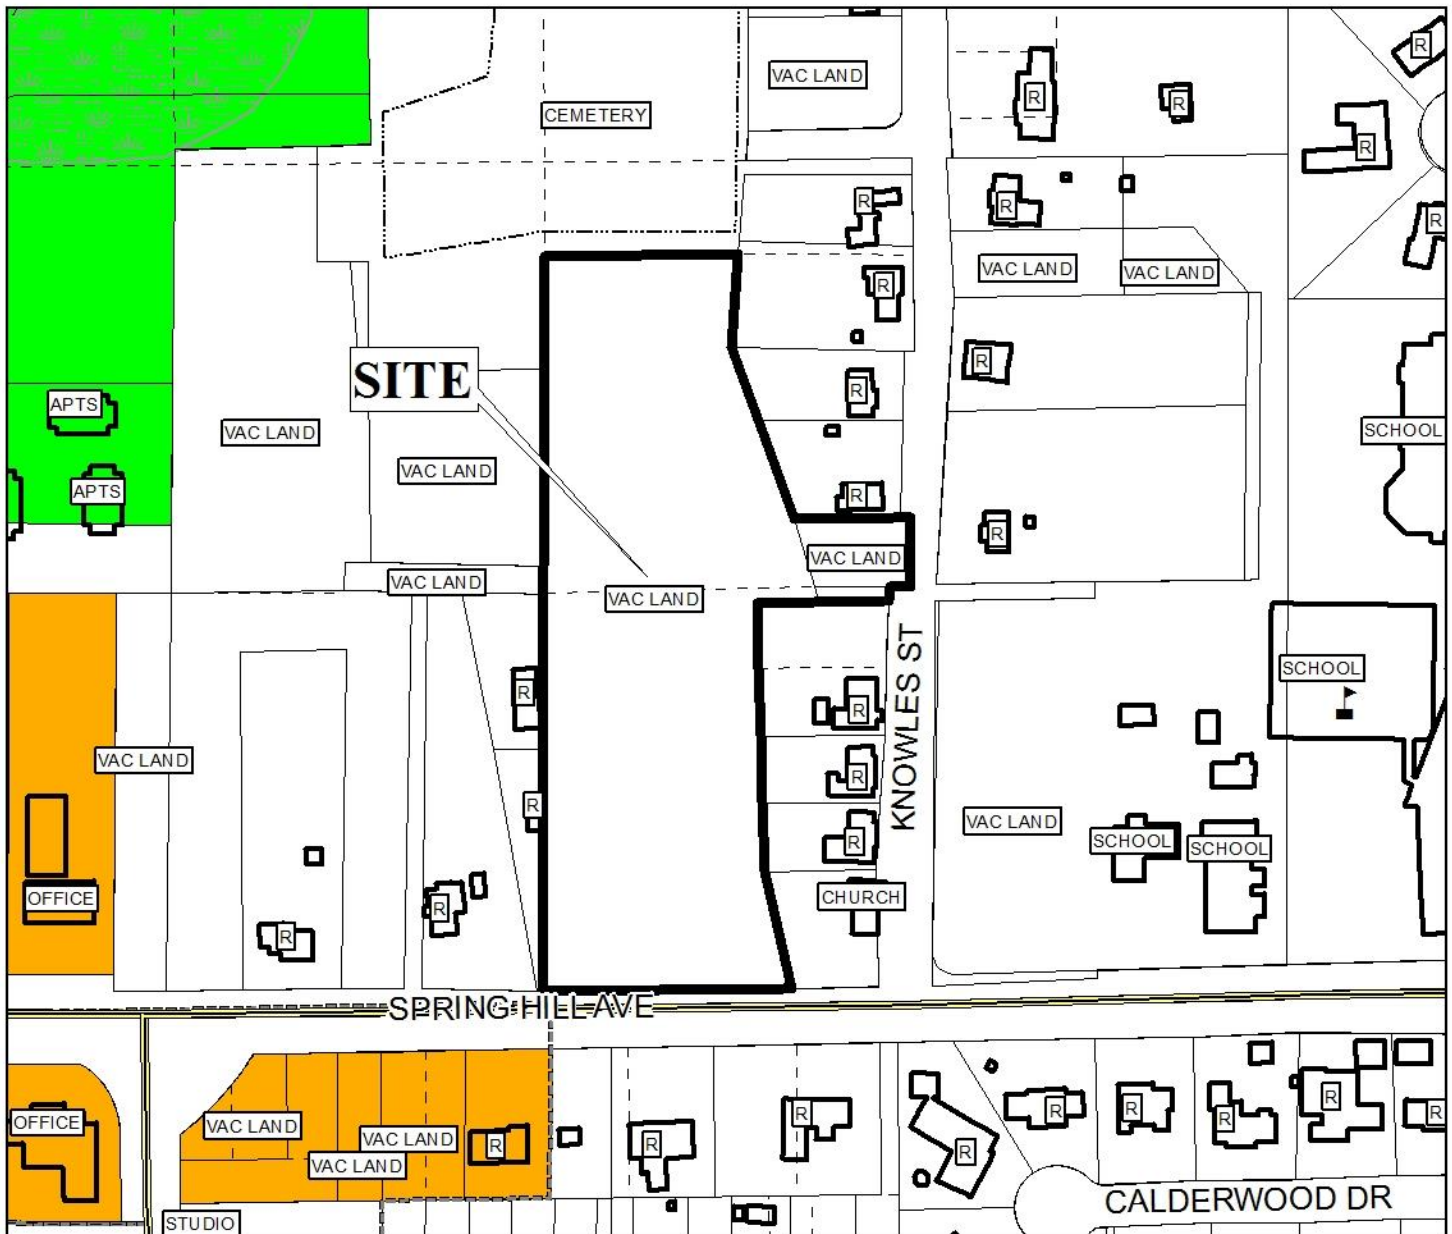 R
VAC LAND
R
R
CEMETERY
R
R
R
R
R
VAC LAND
VAC LAND
R
R
SITE
R
APTS
R
VAC LAND
SCHOOL
VAC LAND
APTS
R
R
VAC LAND
VAC LAND
VAC LAND
SCHOOL
KNOWLES ST
R
R
VAC LAND
R
R
VAC LAND
R
SCHOOL
SCHOOL
OFFICE
CHURCH
R
R
SPRING HILL AVE
OFFICE
VAC LAND
VAC LAND
VAC LAND
R
R
R
R
R
R
R
R
R
CALDERWOOD DR
STUDIO